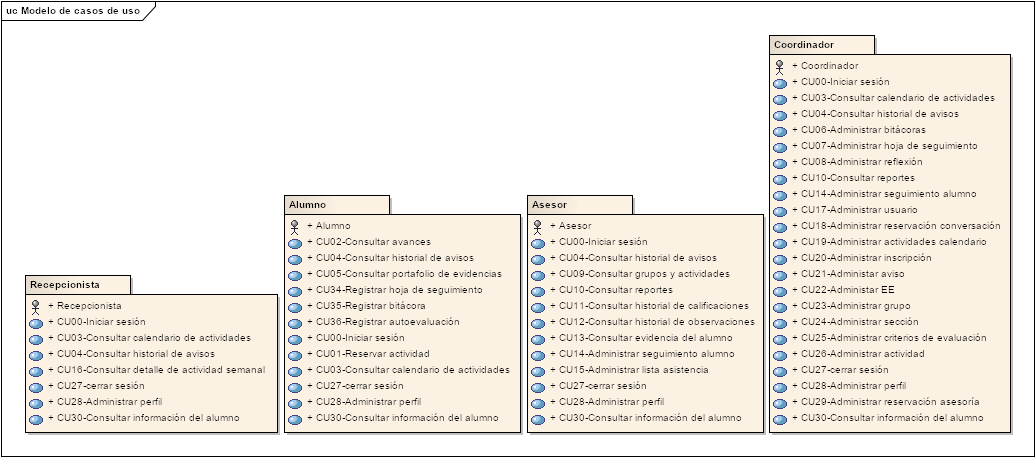 uc Modelo de casos de uso
Recepcionista
+ Recepcionista
+ CU00-Iniciar sesión
+ CU03-Consultar calendario de actividades
+ CU04-Consultar historial de avisos
+ CU16-Consultar detalle de actividad semanal
+ CU27-cerrar sesión
+ CU28-Administrar perfil
+ CU30-Consultar información del alumno
Alumno
+ Alumno
+ CU02-Consultar avances
+ CU04-Consultar historial de avisos
+ CU05-Consultar portafolio de evidencias
+ CU34-Registrar hoja de seguimiento
+ CU35-Registrar bitácora
+ CU36-Registrar autoevaluación
+ CU00-Iniciar sesión
+ CU01-Reservar actividad
+ CU03-Consultar calendario de actividades
+ CU27-cerrar sesión
+ CU28-Administrar perfil
+ CU30-Consultar información del alumno
Asesor
+ Asesor
+ CU00-Iniciar sesión
+ CU04-Consultar historial de avisos
+ CU09-Consultar grupos y actividades
+ CU10-Consultar reportes
+ CU11-Consultar historial de calificaciones
+ CU12-Consultar historial de observaciones
+ CU13-Consultar evidencia del alumno
+ CU14-Administrar seguimiento alumno
+ CU15-Administrar lista asistencia
+ CU27-cerrar sesión
+ CU28-Administrar perfil
+ CU30-Consultar información del alumno
Coordinador
+ Coordinador
+ CU00-Iniciar sesión
+ CU03-Consultar calendario de actividades
+ CU04-Consultar historial de avisos
+ CU06-Administrar bitácoras
+ CU07-Administrar hoja de seguimiento
+ CU08-Administrar reflexión
+ CU10-Consultar reportes
+ CU14-Administrar seguimiento alumno
+ CU17-Administrar usuario
+ CU18-Administrar reservación conversación
+ CU19-Administrar actividades calendario
+ CU20-Administrar inscripción
+ CU21-Administar aviso
+ CU22-Administar EE
+ CU23-Administrar grupo
+ CU24-Administrar sección
+ CU25-Administrar criterios de evaluación
+ CU26-Administrar actividad
+ CU27-cerrar sesión
+ CU28-Administrar perfil
+ CU29-Administrar reservación asesoría
+ CU30-Consultar información del alumno